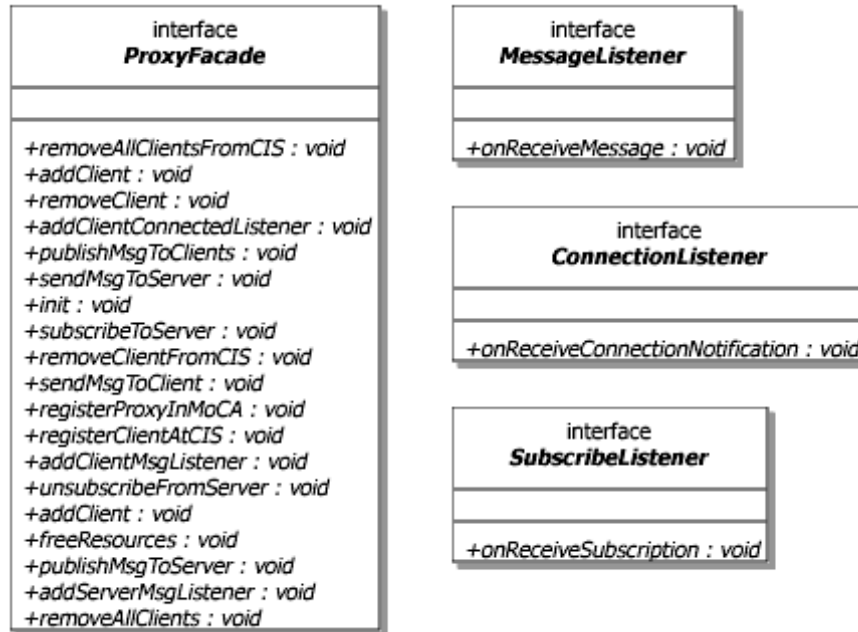 interface
ProxyFacade
+removeAllClientsFromCIS : void
+addClient : void
+removeClient : void
+addClientConnectedListener : void
+publishMsgToClients : void
+sendMsgToServer : void
+init : void
+subscribeToServer : void
+removeClientFromCIS : void
+sendMsgToClient : void
+registerProxyInMoCA : void
+registerClientAtCIS : void
+addClientMsgListener : void
+unsubscribeFromServer : void
+addClient : void
+freeResources : void
+publishMsgToServer : void
+addServerMsgListener : void
+removeAllClients : void
interface
MessageListener
+onReceiveMessage : void
interface
ConnectionListener
+onReceiveConnectionNotification : void
interface
SubscribeListener
+onReceiveSubscription : void